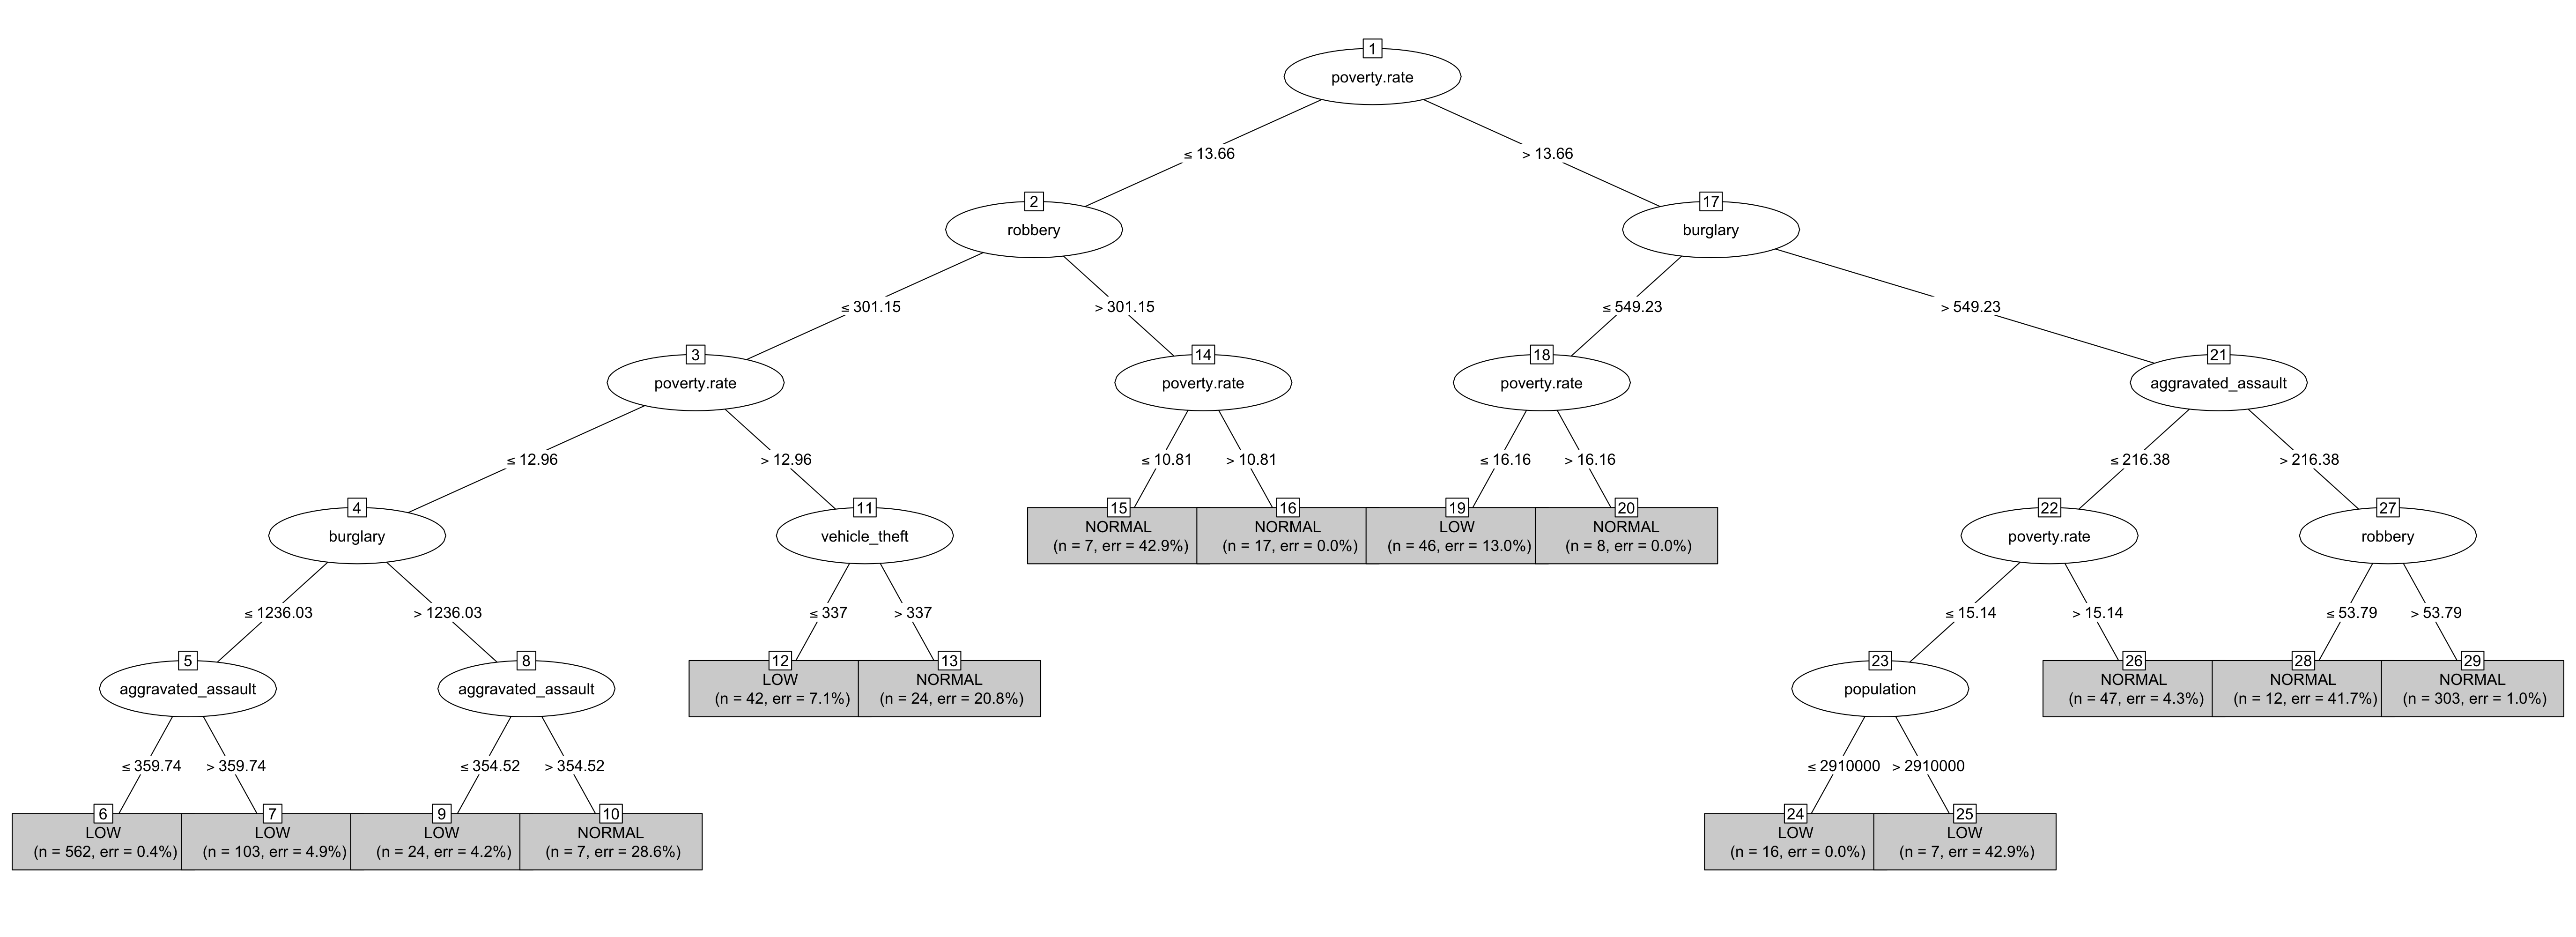 1
poverty.rate
≤ 13.66
> 13.66
2
robbery
17
burglary
≤ 301.15
> 301.15
≤ 549.23
> 549.23
3
poverty.rate
14
poverty.rate
18
poverty.rate
21
aggravated_assault
≤ 12.96
> 12.96
≤ 10.81
> 10.81
≤ 16.16
> 16.16
≤ 216.38
> 216.38
4
burglary
11
vehicle_theft
15
NORMAL
(n = 7, err = 42.9%)
16
NORMAL
(n = 17, err = 0.0%)
19
LOW
(n = 46, err = 13.0%)
20
NORMAL
(n = 8, err = 0.0%)
22
poverty.rate
27
robbery
≤ 1236.03
> 1236.03
≤ 337
> 337
≤ 15.14
> 15.14
≤ 53.79
> 53.79
5
aggravated_assault
8
aggravated_assault
12
LOW
(n = 42, err = 7.1%)
13
NORMAL
(n = 24, err = 20.8%)
23
population
26
NORMAL
(n = 47, err = 4.3%)
28
NORMAL
(n = 12, err = 41.7%)
29
NORMAL
(n = 303, err = 1.0%)
≤ 359.74
> 359.74
≤ 354.52
> 354.52
≤ 2910000
> 2910000
6
LOW
(n = 562, err = 0.4%)
7
LOW
(n = 103, err = 4.9%)
9
LOW
(n = 24, err = 4.2%)
10
NORMAL
(n = 7, err = 28.6%)
24
LOW
(n = 16, err = 0.0%)
25
LOW
(n = 7, err = 42.9%)